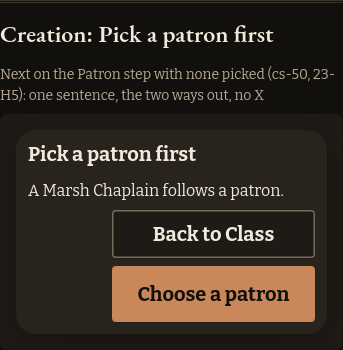 Creation: Pick a patron first
Next on the Patron step with none picked (cs-50, 23-
H5): one sentence, the two ways out, no X
Pick a patron first
A Marsh Chaplain follows a patron.
Back to Class
Choose a patron